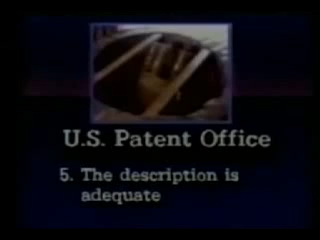 U.S. Patent Office
5. The description is
adequate